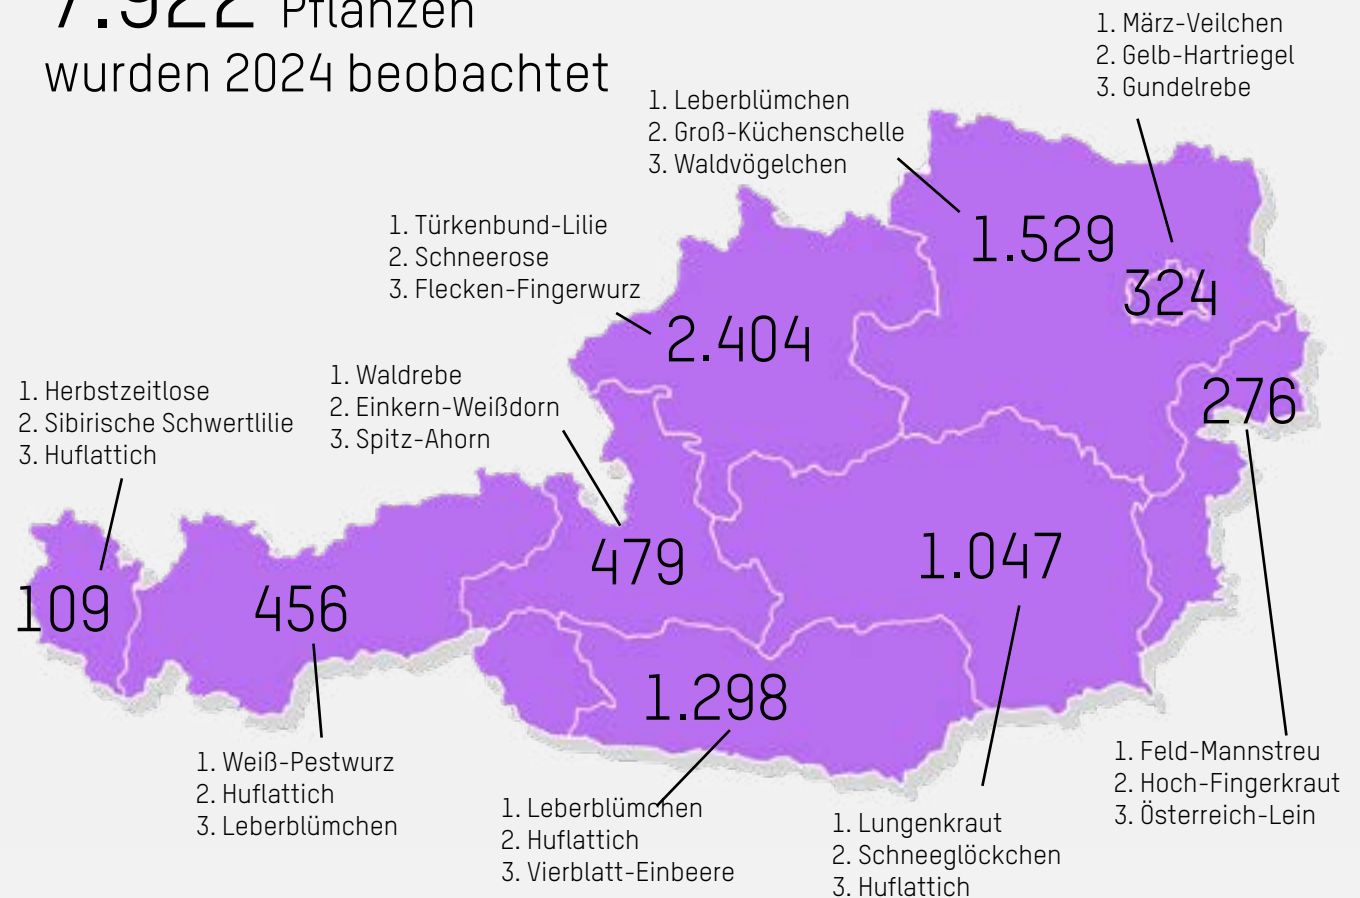 7.922 Pflanzen
wurden 2024 beobachtet
1. März-Veilchen
2. Gelb-Hartriegel
3. Gundelrebe
1. Leberblümchen
2. Groß-Küchenschelle
3. Waldvögelchen
1. Türkenbund-Lilie
2. Schneerose
3. Flecken-Fingerwurz
1.529
324
2.404
1. Herbstzeitlose
2. Sibirische Schwertlilie
3. Huflattich
1. Waldrebe
2. Einkern-Weißdorn
3. Spitz-Ahorn
276
479
1.047
109
456
1.298
1. Weiß-Pestwurz
2. Huflattich
3. Leberblümchen
1. Leberblümchen
2. Huflattich
3. Vierblatt-Einbeere
1. Lungenkraut
2. Schneeglöckchen
3. Huflattich
1. Feld-Mannstreu
2. Hoch-Fingerkraut
3. Österreich-Lein